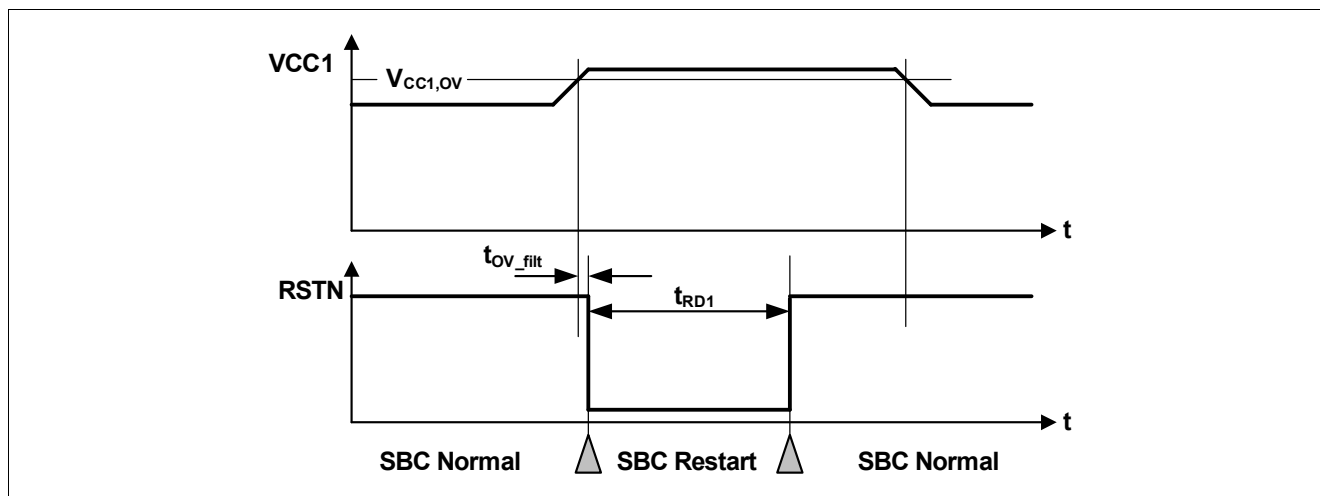 VCC1
VCC1,OV
t
tOV_filt
RSTN
tRD1
t
SBC Normal
SBC Restart
SBC Normal